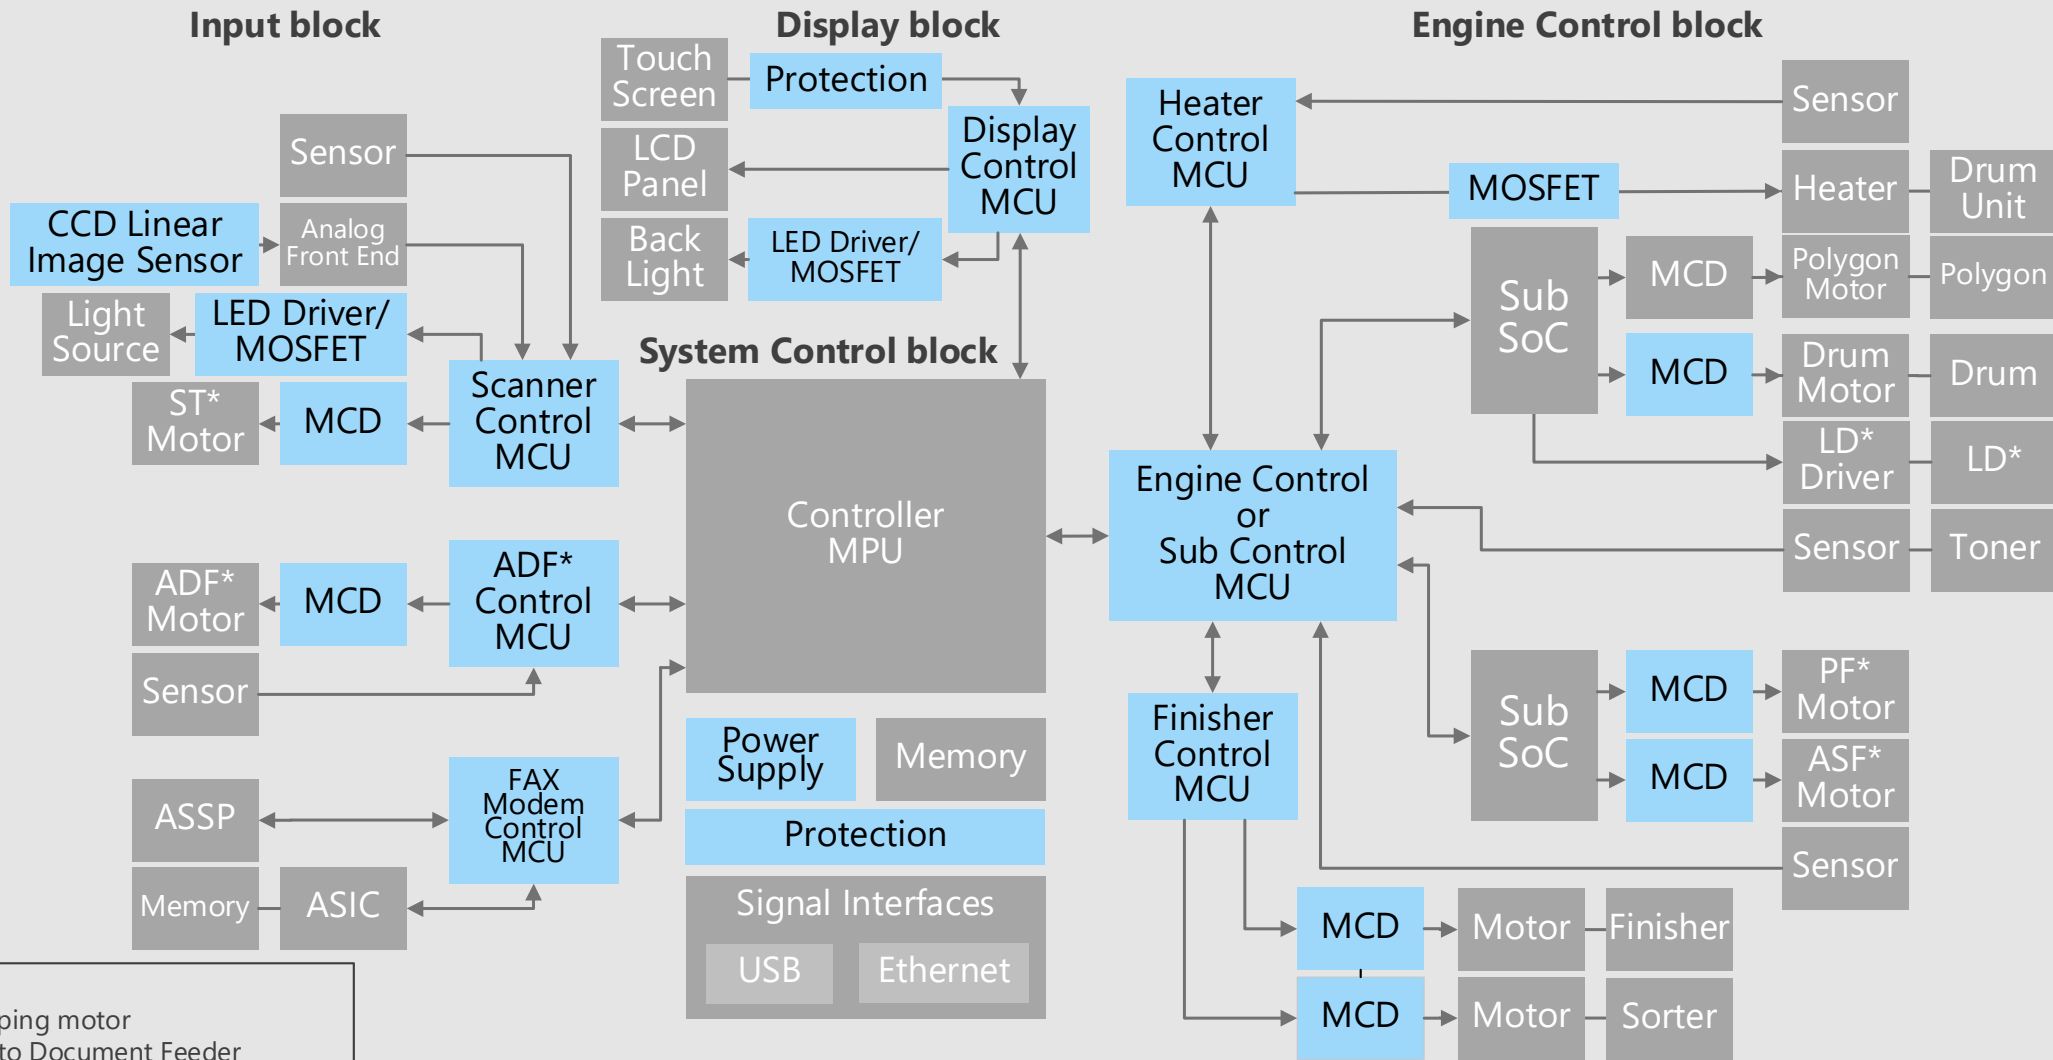 Input block
Sensor
CCD Linear
Image Sensor
Analog
Front End
Light
Source
LED Driver/
MOSFET
ST*
Motor
MCD
Scanner
Control
MCU
ADF*
Motor
MCD
ADF*
Control
MCU
Sensor
ASSP
FAX
Modem
Control
MCU
Memory
ASIC
Display block
Touch
Screen
Protection
Display
Control
MCU
LCD
Panel
Back
Light
LED Driver/
MOSFET
System Control block
Controller
MPU
Power
Supply
Memory
Protection
Signal Interfaces
USB
Ethernet
Engine Control block
Heater
Control
MCU
Sensor
MOSFET
Heater
Drum
Unit
Sub
SoC
MCD
Polygon
Motor
Polygon
MCD
Drum
Motor
Drum
LD*
Driver
LD*
Engine Control
or
Sub Control
MCU
Sensor
Toner
Sub
SoC
MCD
PF*
Motor
MCD
ASF*
Motor
Sensor
Finisher
Control
MCU
MCD
Motor
Finisher
MCD
Motor
Sorter
ping motor
to Document Feeder